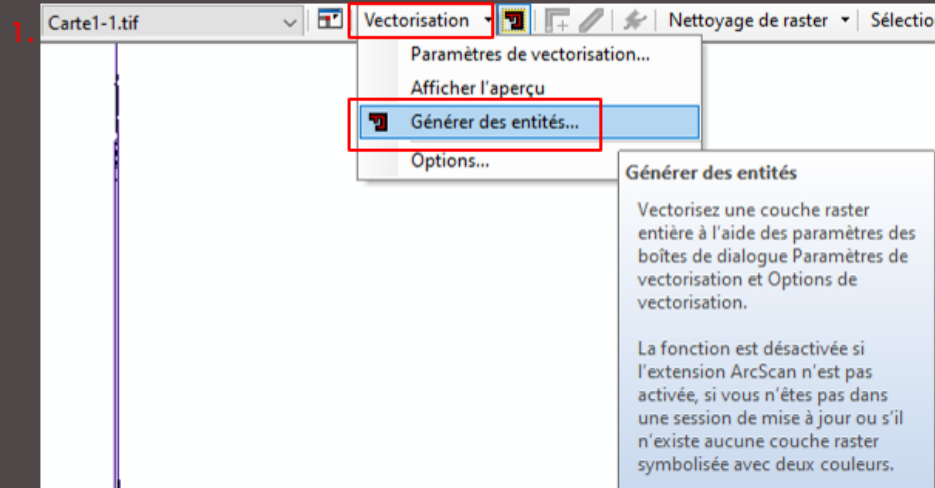 1.
Carte1-1.tif
Vectorisation
Nettoyage de raster
Paramètres de vectorisation...
Afficher l'aperçu
Générer des entités...
Options...
Générer des entités
Vectorisez une couche raster
entière à l'aide des paramètres des
boîtes de dialogue Paramètres de
vectorisation et Options de
vectorisation.
La fonction est désactivée si
l'extension ArcScan n'est pas
activée, si vous n'êtes pas dans
une session de mise à jour ou s'il
n'existe aucune couche raster
symbolisée avec deux couleurs.